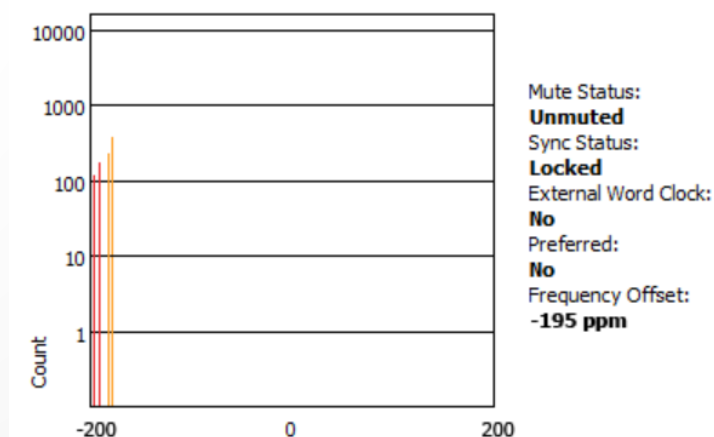 10000
1000
100
10
1
Count
-200 0 200
Mute Status:
Unmuted
Sync Status:
Locked
External Word Clock:
No
Preferred:
No
Frequency Offset:
-195 ppm